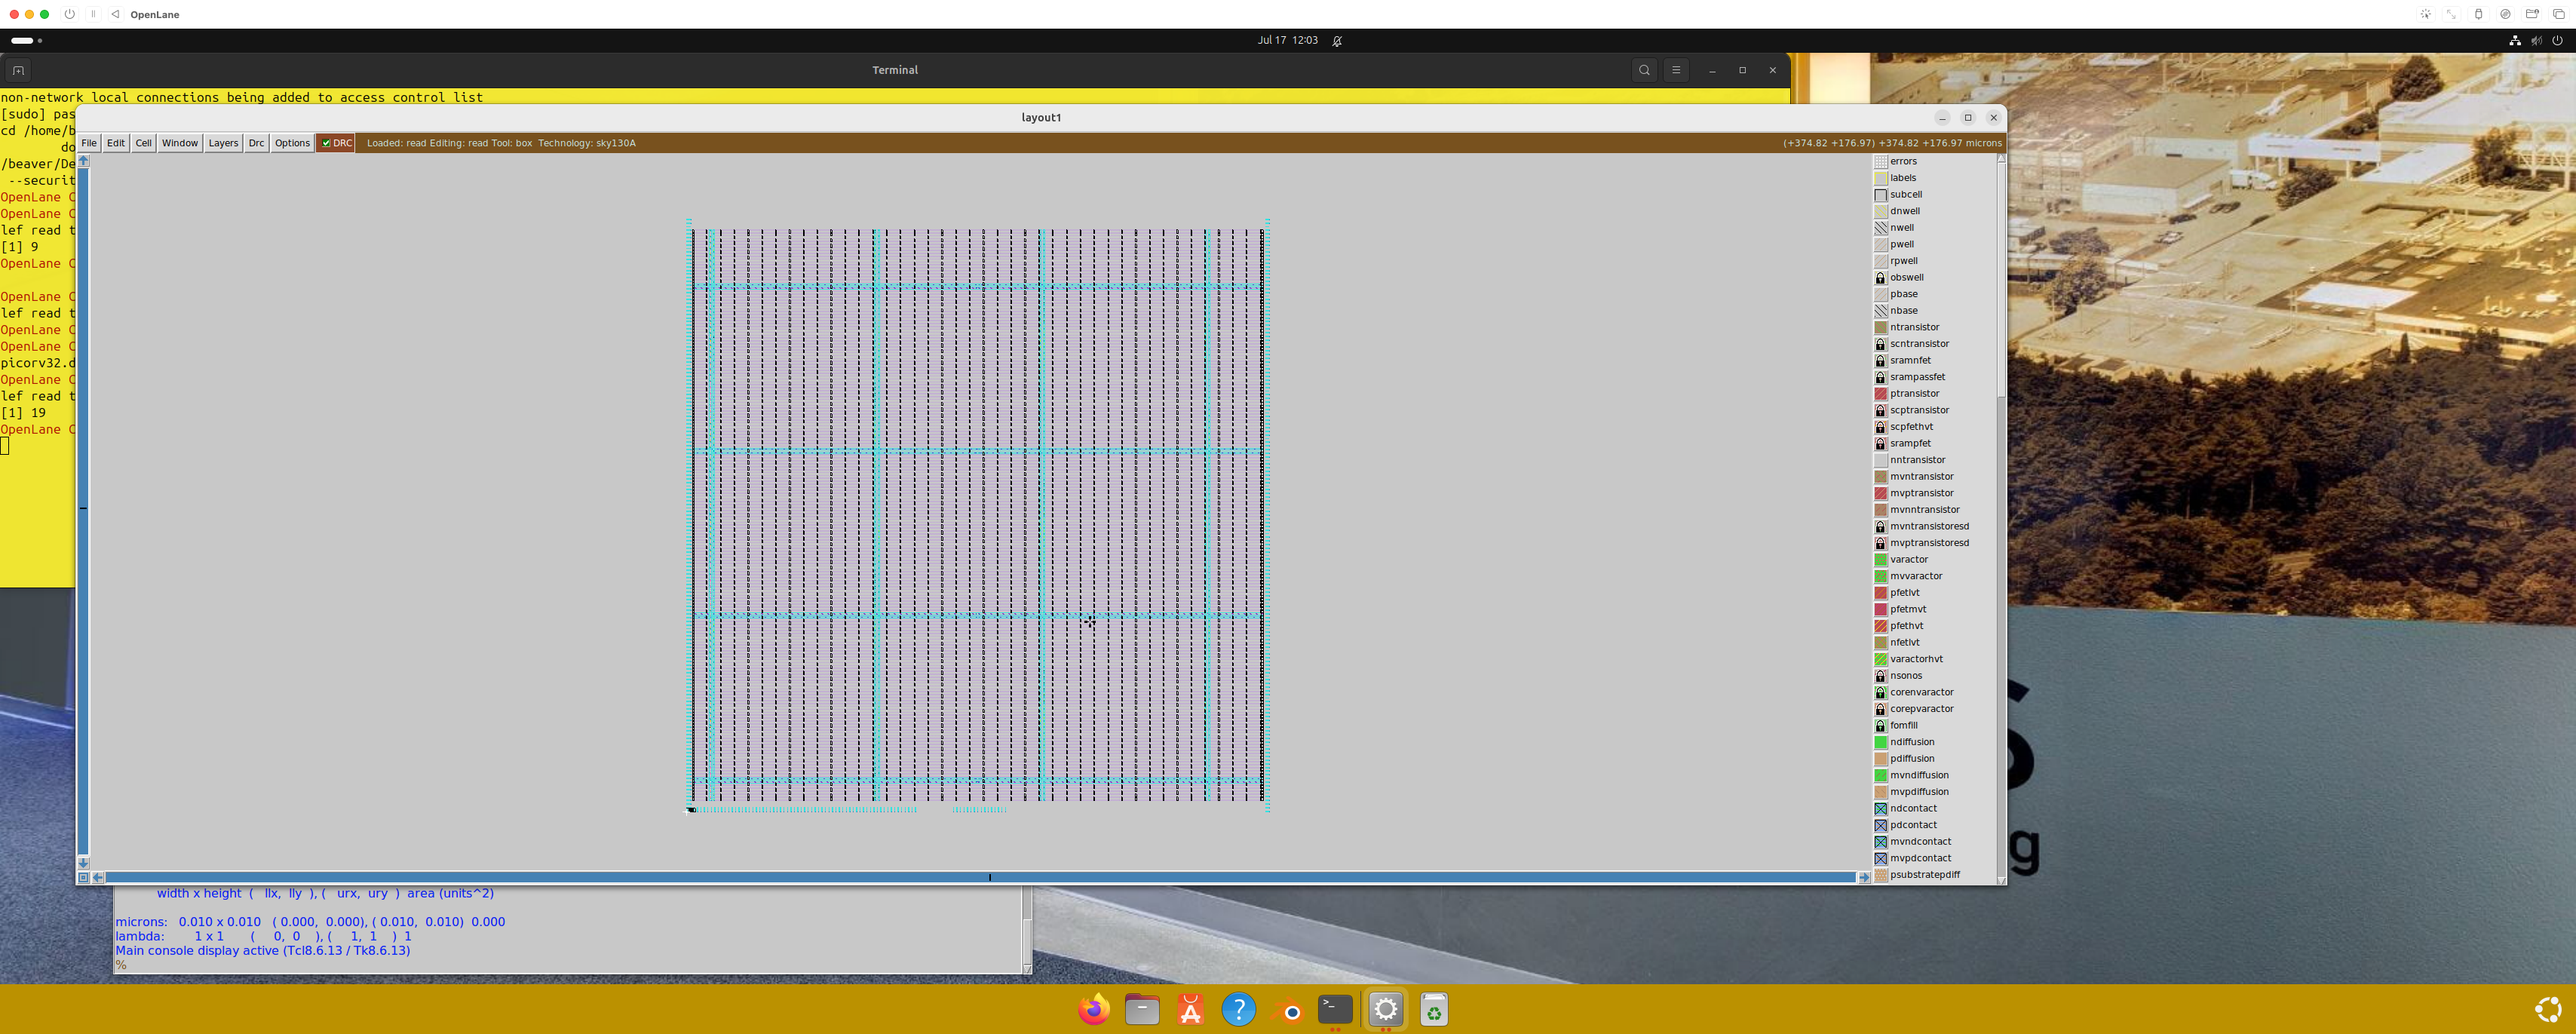 OpenLane
Jul 17 12:03
Terminal
non-network local connections being added to access control list
[sudo] pas
cd /home/b
do
/beaver/De
--securit
OpenLane C
OpenLane C
lef read t
[1] 9
OpenLane C
OpenLane C
lef read t
OpenLane C
OpenLane C
picorv32.d
OpenLane C
lef read t
[1] 19
OpenLane C
layout1
File Edit Cell Window Layers Drc Options DRC Loaded: read Editing: read Tool: box Technology: sky130A (+374.82 +176.97) +374.82 +176.97 microns
errors
labels
subcell
dnwell
nwell
pwell
rpwell
obswell
pbase
nbase
ntransistor
scntransistor
sramnfet
srampassfet
ptransistor
scptransistor
scpfethvt
srampfet
nntransistor
mvntransistor
mvptransistor
mvnntransistor
mvntransistoresd
mvptransistoresd
varactor
mvvaractor
pfetlvt
pfetmvt
pfethvt
nfetlvt
varactorhvt
nsonos
corenvaractor
corepvaractor
fomfill
ndiffusion
pdiffusion
mvndiffusion
mvpdiffusion
ndcontact
pdcontact
mvndcontact
mvpdcontact
psubstratepdiff
width x height ( llx, lly ), ( urx, ury ) area (units^2)
microns: 0.010 x 0.010 ( 0.000, 0.000), ( 0.010, 0.010) 0.000
lambda: 1 x 1 ( 0, 0 ), ( 1, 1 ) 1
Main console display active (Tcl8.6.13 / Tk8.6.13)
%